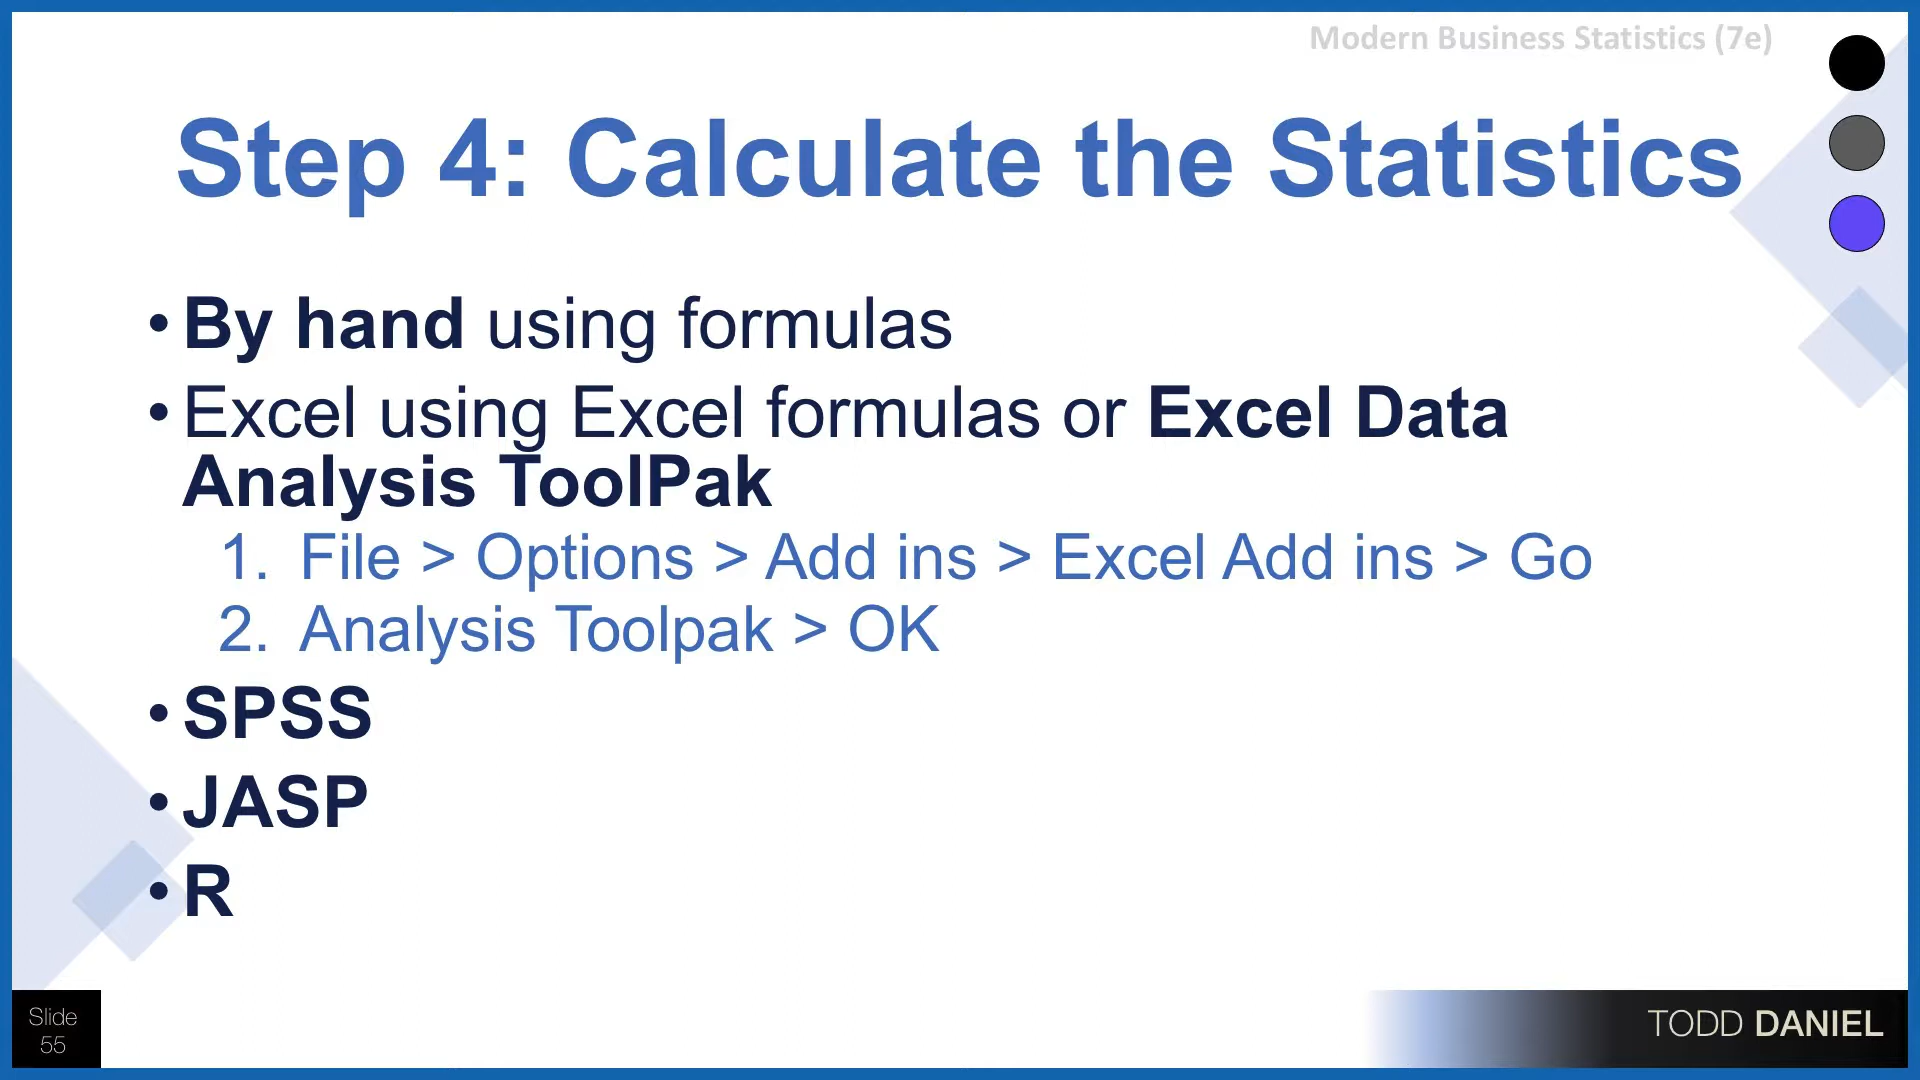 Modern Business Statistics (7e)
Step 4: Calculate the Statistics
• By hand using formulas
• Excel using Excel formulas or Excel Data
Analysis ToolPak
1. File > Options > Add ins > Excel Add ins > Go
2. Analysis Toolpak > OK
• SPSS
• JASP
• R
Slide
55
TODD DANIEL